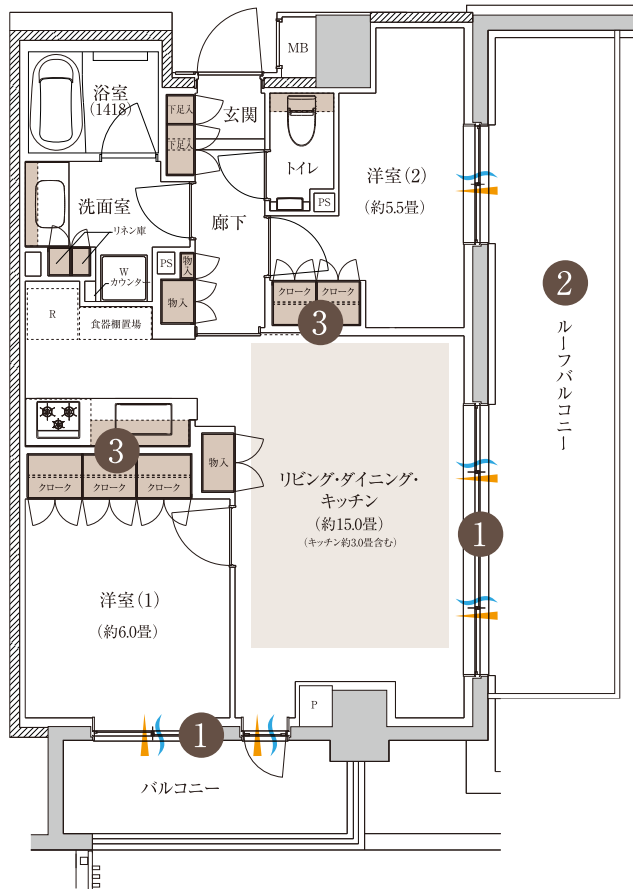 MB
浴室
(1418)
下足入
下足入
玄関
トイレ
PS
洋室(2)
(約5.5畳)
洗面室
リネン庫
廊下
W
カウンター
PS
物入
物入
R
食器棚置場
クローク
クローク
3
2
ルーフバルコニー
3
クローク
クローク
クローク
物入
リビング・ダイニング・
キッチン
(約15.0畳)
(キッチン約3.0畳含む)
1
洋室(1)
(約6.0畳)
P
1
バルコニー